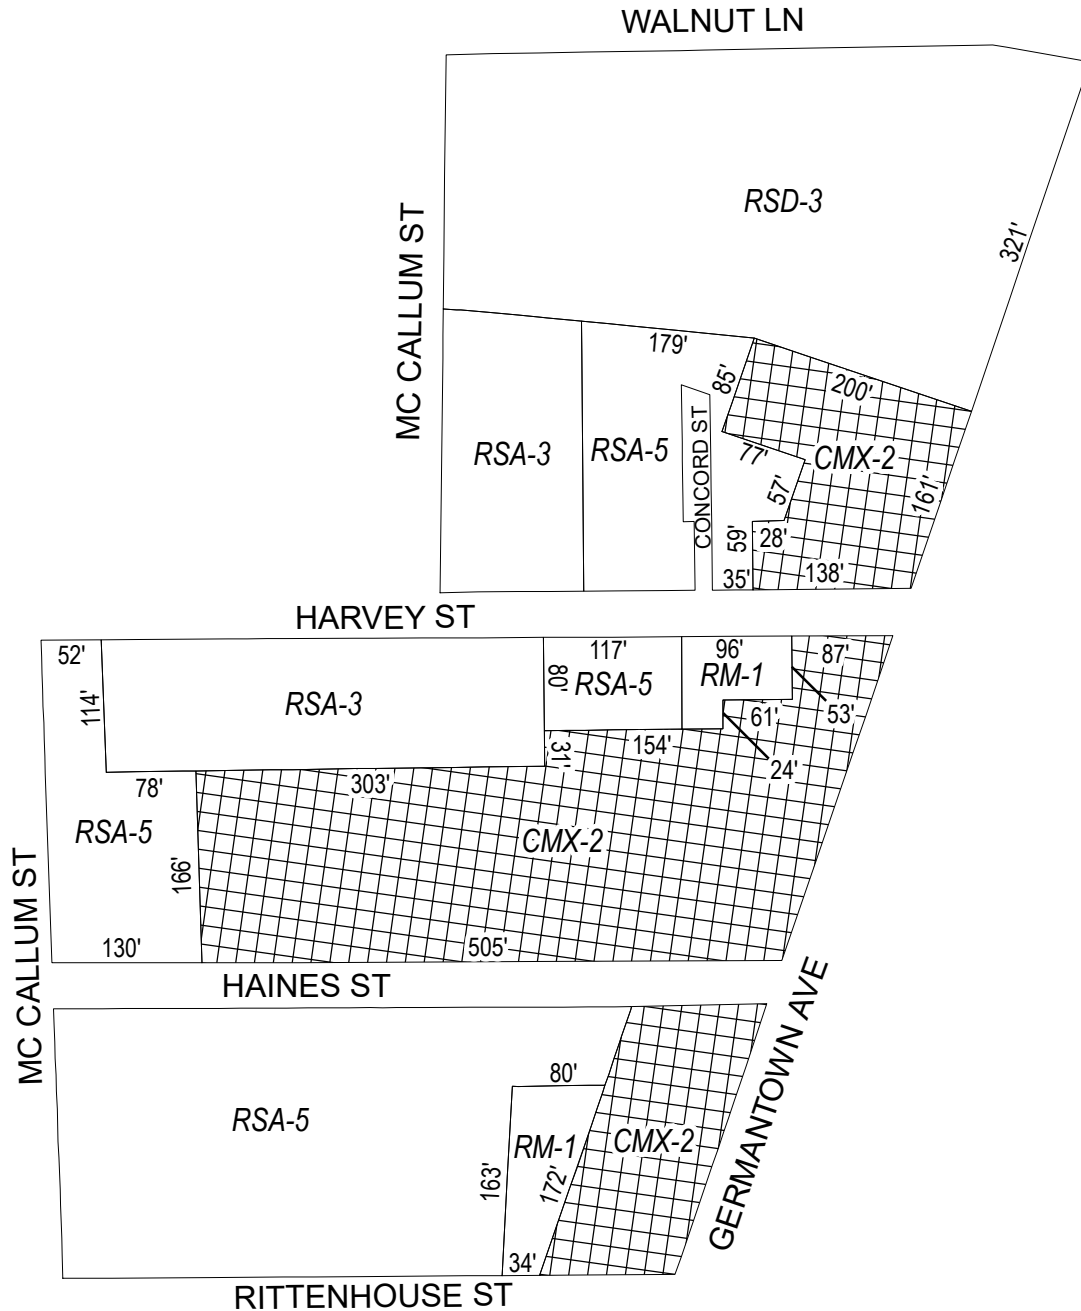 WALNUT LN
RSD-3
321'
MC CALLUM ST
179'
85'
200'
RSA-3
RSA-5
CONCORD ST
77'
CMX-2
57'
161'
59'
28'
35'
138'
HARVEY ST
52'
117'
96'
87'
114'
RSA-3
80'
RSA-5
RM-1
53'
61'
31'
154'
24'
78'
303'
RSA-5
CMX-2
166'
MC CALLUM ST
130'
505'
HAINES ST
GERMANTOWN AVE
80'
RSA-5
RM-1
CMX-2
163'
172'
34'
RITTENHOUSE ST